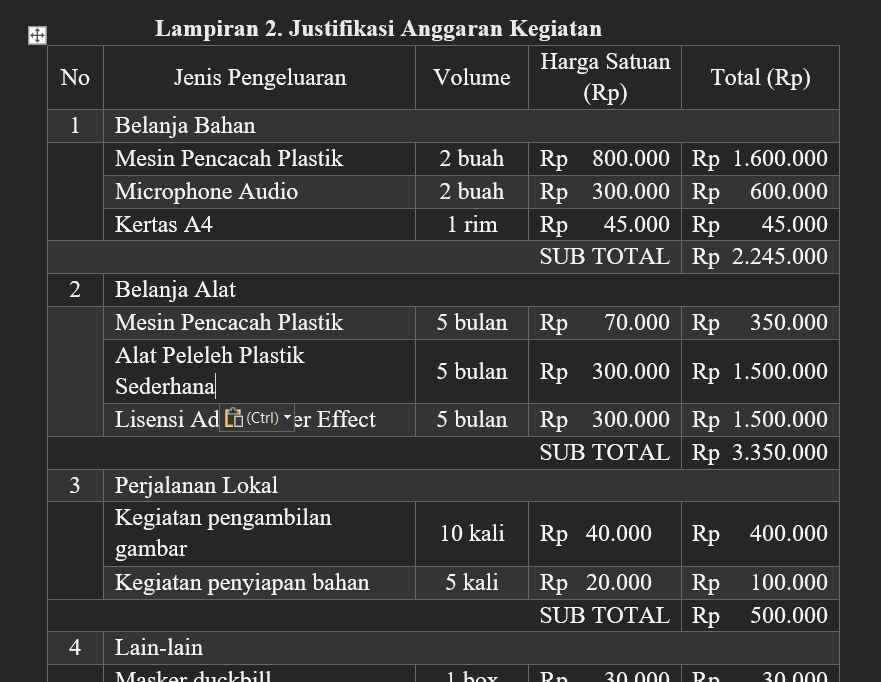 Lampiran 2. Justifikasi Anggaran Kegiatan
No Jenis Pengeluaran Volume Harga Satuan (Rp) Total (Rp)
1 Belanja Bahan
Mesin Pencacah Plastik 2 buah Rp 800.000 Rp 1.600.000
Microphone Audio 2 buah Rp 300.000 Rp 600.000
Kertas A4 1 rim Rp 45.000 Rp 45.000
SUB TOTAL Rp 2.245.000
2 Belanja Alat
Mesin Pencacah Plastik 5 bulan Rp 70.000 Rp 350.000
Alat Peleleh Plastik
Sederhana 5 bulan Rp 300.000 Rp 1.500.000
Lisensi Ad (Ctrl) er Effect 5 bulan Rp 300.000 Rp 1.500.000
SUB TOTAL Rp 3.350.000
3 Perjalanan Lokal
Kegiatan pengambilan
gambar 10 kali Rp 40.000 Rp 400.000
Kegiatan penyiapan bahan 5 kali Rp 20.000 Rp 100.000
SUB TOTAL Rp 500.000
4 Lain-lain
Masker duckbill 1 box Rp 30.000 Rp 30.000